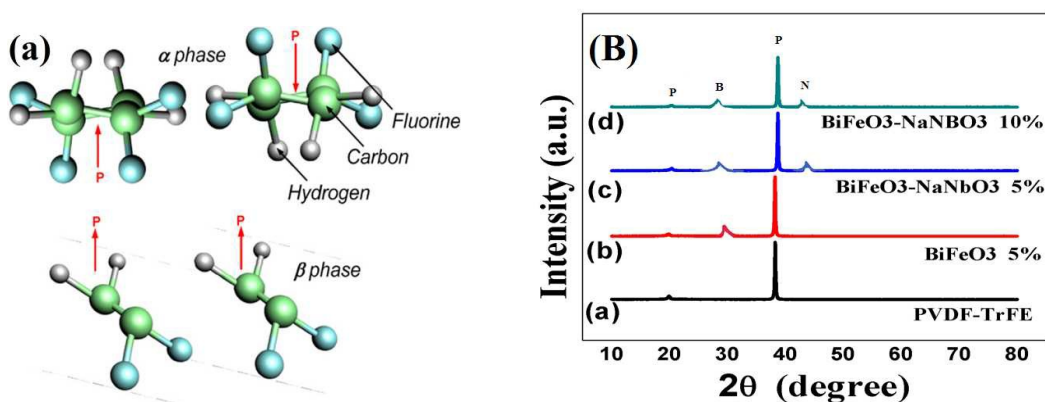 (a)
α phase
P
P
Fluorine
Carbon
Hydrogen
P
P
β phase
(B)
Intensity (a.u.)
P
P
B
N
(d)
BiFeO3-NaNBO3 10%
(c)
BiFeO3-NaNbO3 5%
(b)
BiFeO3 5%
(a)
PVDF-TrFE
10 20 30 40 50 60 70 80
2θ (degree)